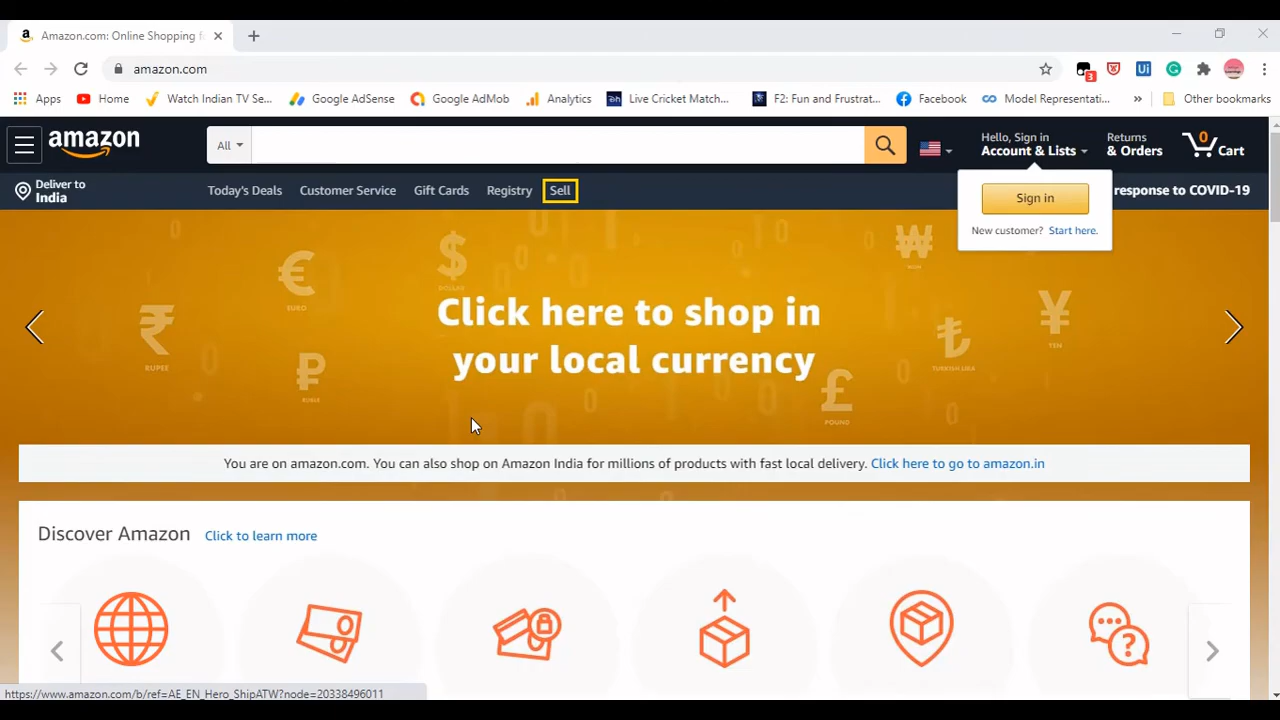 Amazon.com: Online Shopping f
amazon.com
3
Apps
Home
Watch Indian TV Se...
Google AdSense
Google AdMob
Analytics
Live Cricket Match...
F2: Fun and Frustrat...
Facebook
Model Representati...
»
Other bookmarks
amazon
All
Hello, Sign in
Account & Lists
Returns
& Orders
0
Cart
Deliver to
India
Today's Deals
Customer Service
Gift Cards
Registry
Sell
response to COVID-19
Sign in
New customer? Start here.
€
EURO
$
DOLLAR
₩
WON
₹
RUPEE
₽
RUBLE
¥
YEN
₺
TURKISH LIRA
£
POUND
Click here to shop in
your local currency
You are on amazon.com. You can also shop on Amazon India for millions of products with fast local delivery. Click here to go to amazon.in
Discover Amazon
Click to learn more
https://www.amazon.com/b/ref=AE_EN_Hero_ShipATW?node=20338496011